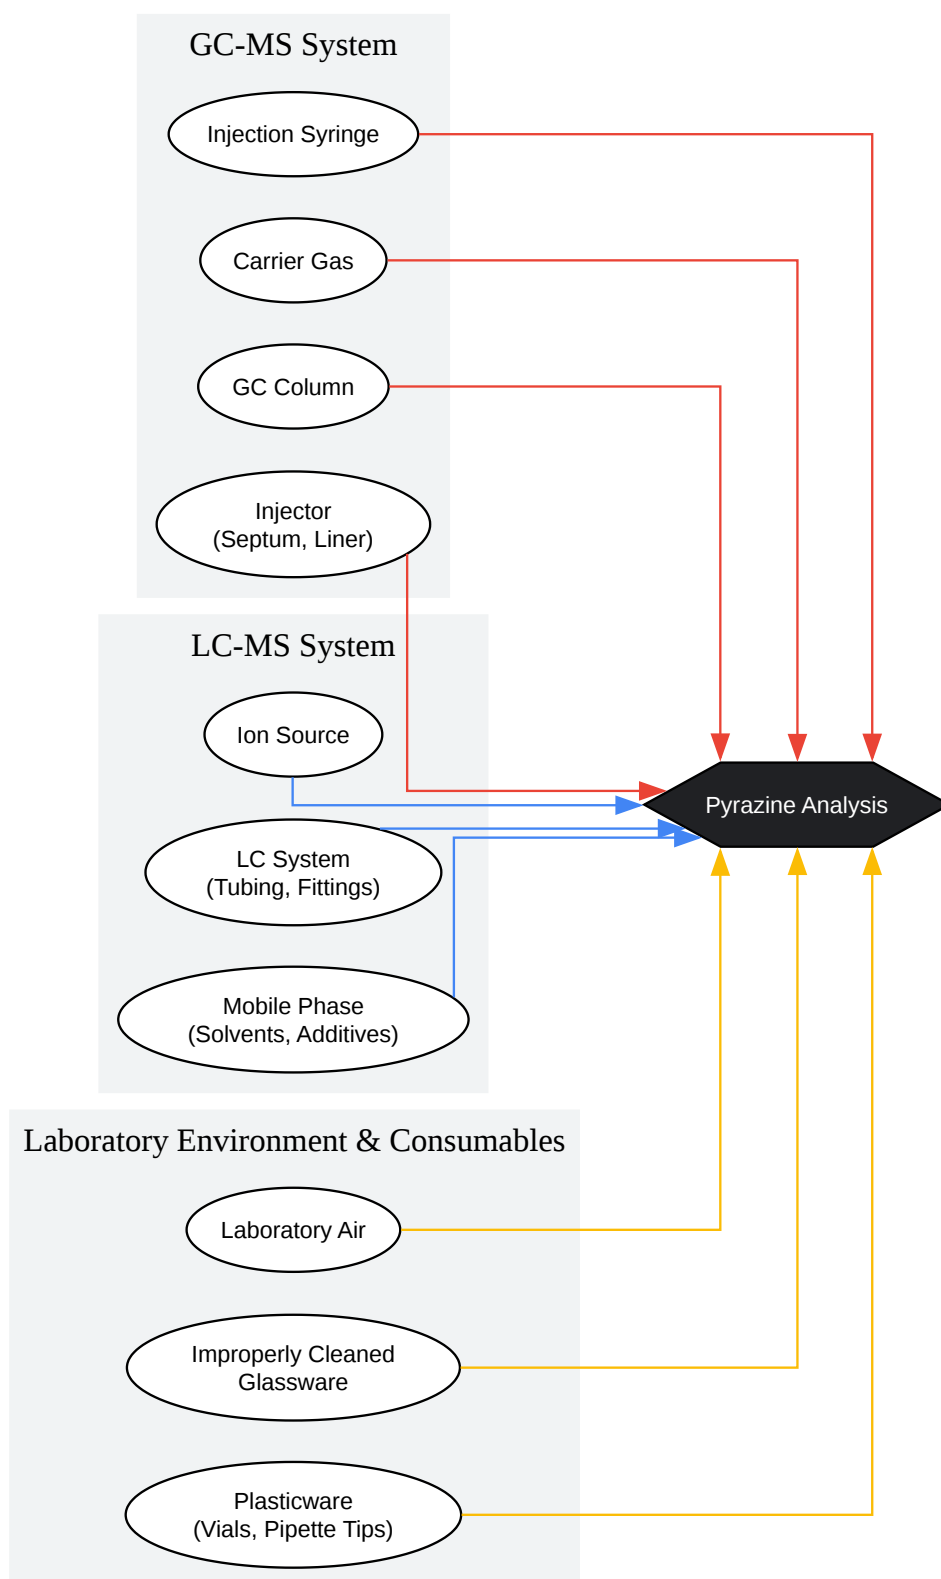 GC-MS System
Injection Syringe
Carrier Gas
GC Column
Injector
(Septum, Liner)
LC-MS System
Ion Source
LC System
(Tubing, Fittings)
Mobile Phase
(Solvents, Additives)
Pyrazine Analysis
Laboratory Environment & Consumables
Laboratory Air
Improperly Cleaned
Glassware
Plasticware
(Vials, Pipette Tips)